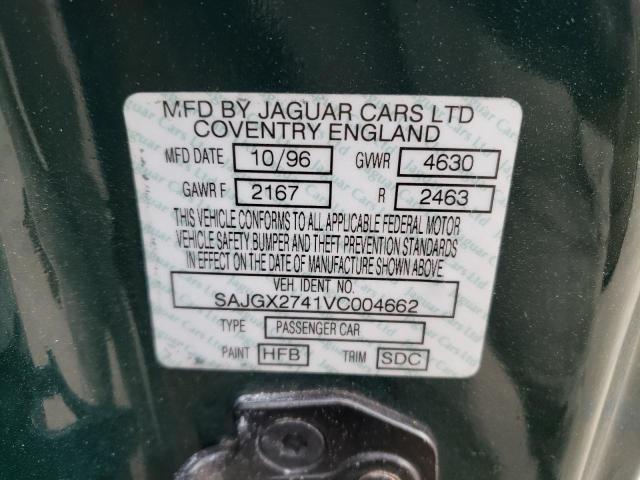 MFD BY JAGUAR CARS LTD
COVENTRY ENGLAND
MFD DATE 10/96 GVWR 4630
GAWR F 2167 R 2463
THIS VEHICLE CONFORMS TO ALL APPLICABLE FEDERAL MOTOR
VEHICLE SAFETY BUMPER AND THEFT PREVENTION STANDARDS
IN EFFECT ON THE DATE OF MANUFACTURE SHOWN ABOVE
VEH IDENT NO.
SAJGX2741VC004662
TYPE PASSENGER CAR
PAINT HFB TRIM SDC